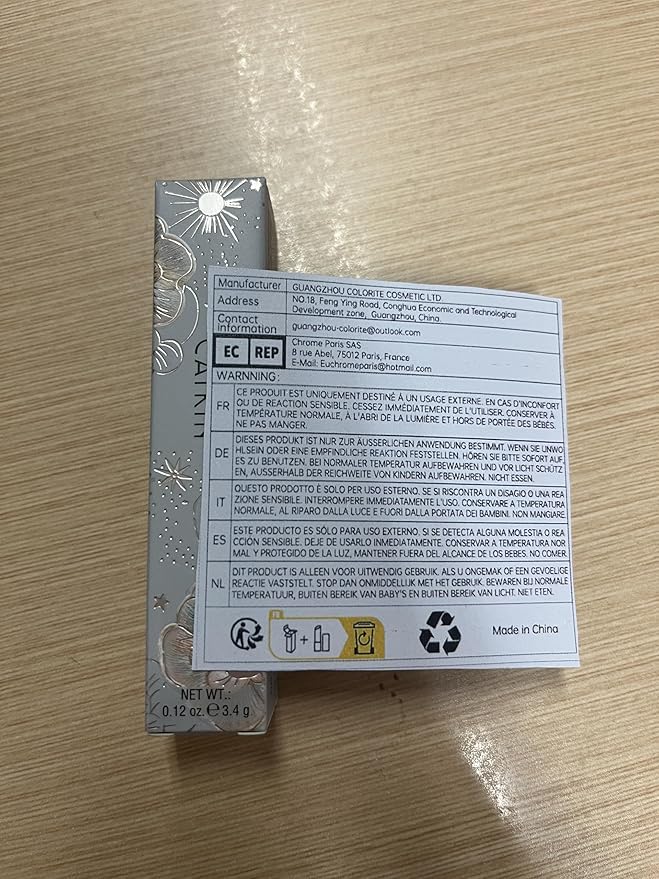 Manufacturer GUANGZHOU COLORITE COSMETIC LTD.
Address NO.18, Feng Ying Road, Conghua Economic and Technological
Development zone, Guangzhou, China.
Contact
information guangzhou-colorite@outlook.com
EC REP Chrome Paris SAS
8 rue Abel, 75012 Paris, France
E-Mail: Euchromeparis@hotmail.com
WARNNING:
FR CE PRODUIT EST UNIQUEMENT DESTINÉ À UN USAGE EXTERNE. EN CAS D'INCONFORT
OU DE REACTION SENSIBLE. CESSEZ IMMÉDIATEMENT DE L'UTILISER. CONSERVER À
TEMPÉRATURE NORMALE, À L'ABRI DE LA LUMIÈRE ET HORS DE PORTÉE DES BÉBÉS.
NE PAS MANGER.
DE DIESES PRODUKT IST NUR ZUR ÄUSSERLICHEN ANWENDUNG BESTIMMT. WENN SIE UNWO
HLSEIN ODER EINE EMPFINDLICHE REAKTION FESTSTELLEN. HÖREN SIE BITTE SOFORT AUF
ES ZU BENUTZEN. BEI NORMALER TEMPERATUR AUFBEWAHREN UND VOR LICHT SCHÜTZ
EN, AUSSERHALB DER REICHWEITE VON KINDERN AUFBEWAHREN. NICHT ESSEN.
IT QUESTO PRODOTTO È SOLO PER USO ESTERNO. SE SI RISCONTRA UN DISAGIO O UNA REA
ZIONE SENSIBILE. INTERROMPERE IMMEDIATAMENTE L'USO. CONSERVARE A TEMPERATURA
NORMALE, AL RIPARO DALLA LUCE E FUORI DALLA PORTATA DEI BAMBINI. NON MANGIARE.
ES ESTE PRODUCTO ES SÓLO PARA USO EXTERNO. SI SE DETECTA ALGUNA MOLESTIA O REA
CCIÓN SENSIBLE. DEJE DE USARLO INMEDIATAMENTE. CONSERVAR A TEMPERATURA NOR
MAL Y PROTEGIDO DE LA LUZ, MANTENER FUERA DEL ALCANCE DE LOS BEBES. NO COMER.
NL DIT PRODUCT IS ALLEEN VOOR UITWENDIG GEBRUIK. ALS U ONGEMAK OF EEN GEVOELIGE
REACTIE VASTSTELT. STOP DAN ONMIDDELLIJK MET HET GEBRUIK. BEWAREN BIJ NORMALE
TEMPERATUUR, BUITEN BEREIK VAN BABY'S EN BUITEN BEREIK VAN LICHT. NIET ETEN.
FR
Made in China
CATKIN
NET WT.:
0.12 oz. ℮ 3.4 g